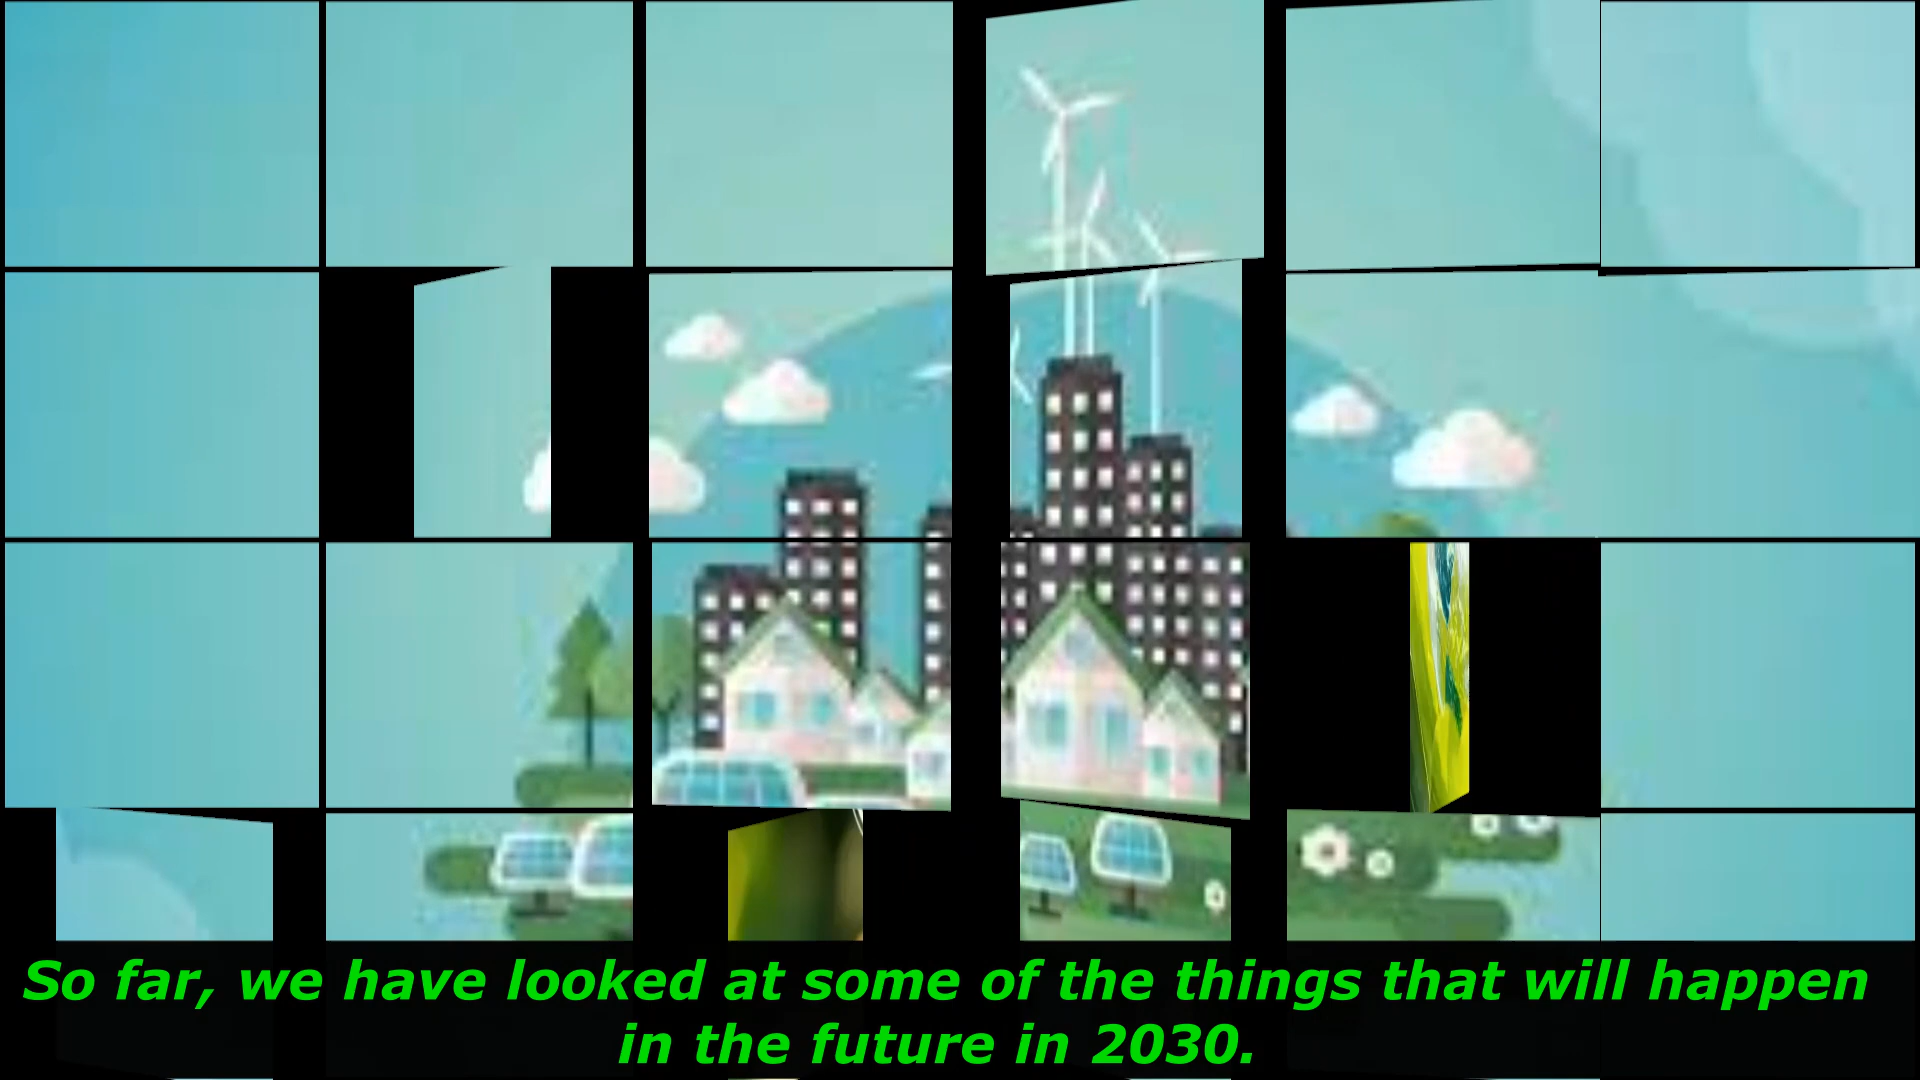 So far, we have looked at some of the things that will happen
in the future in 2030.